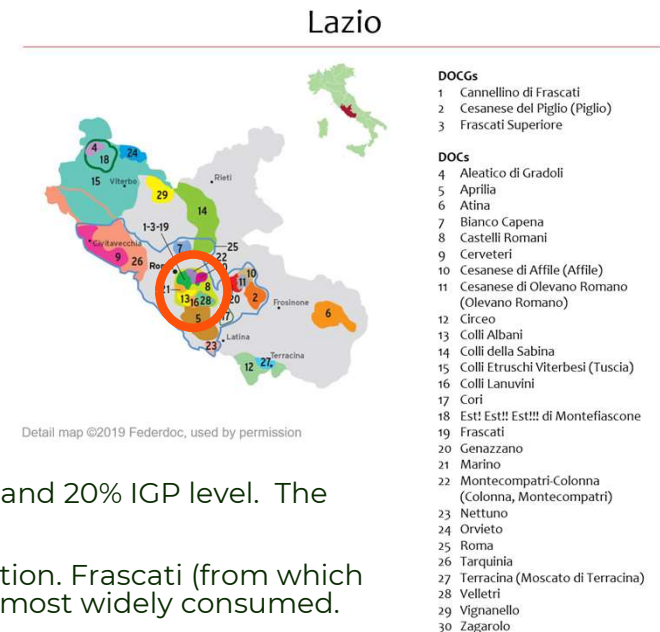 Lazio
DOCGs
1 Cannellino di Frascati
2 Cesanese del Piglio (Piglio)
3 Frascati Superiore
DOCs
4 Aleatico di Gradoli
5 Aprilia
6 Atina
7 Bianco Capena
8 Castelli Romani
9 Cerveteri
10 Cesanese di Affile (Affile)
11 Cesanese di Olevano Romano
(Olevano Romano)
12 Circeo
13 Colli Albani
14 Colli della Sabina
15 Colli Etruschi Viterbesi (Tuscia)
16 Colli Lanuvini
17 Cori
18 Est! Est!! Est!!! di Montefiascone
19 Frascati
20 Genazzano
21 Marino
22 Montecompatri-Colonna
(Colonna, Montecompatri)
23 Nettuno
24 Orvieto
25 Roma
26 Tarquinia
27 Terracina (Moscato di Terracina)
28 Velletri
29 Vignanello
30 Zagarolo
4
24
18
15 Viterbo
Rieti
29
14
1-3-19
7
25
Civitavecchia
22
9
26
10
11
21
8
13
16
28
20
2
Frosinone
6
5
Latina
23
Terracina
12
27
Detail map ©2019 Federdoc, used by permission
and 20% IGP level. The
tion. Frascati (from which
most widely consumed.